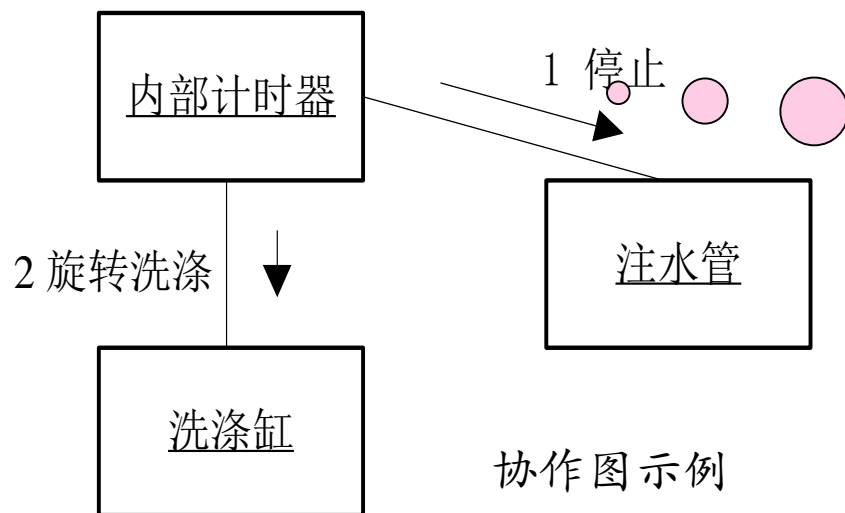 1 停止
内部计时器
注水管
2 旋转洗涤
洗涤缸
协作图示例